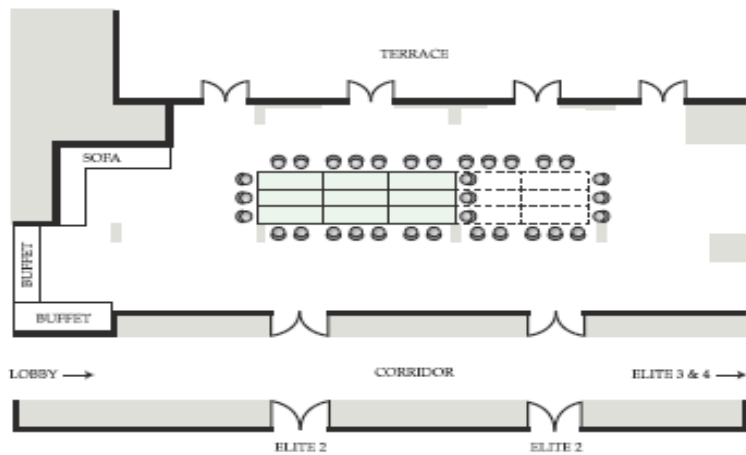 TERRACE
SOFA
BUFFET
BUFFET
LOBBY
CORRIDOR
ELITE 3 & 4
ELITE 2
ELITE 2